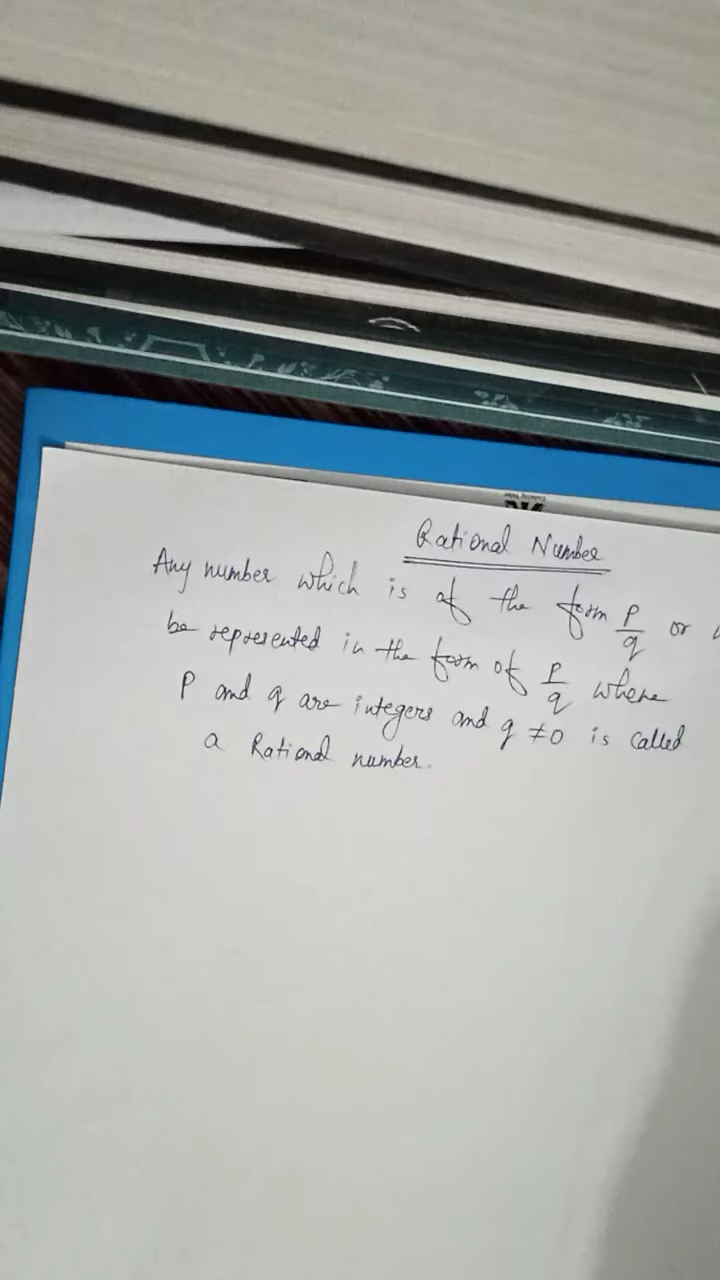 Rational Number
Any number which is of the form p/q or
be represented in the form of p/q where
p and q are integers and q ≠ 0 is called
a Rational number.